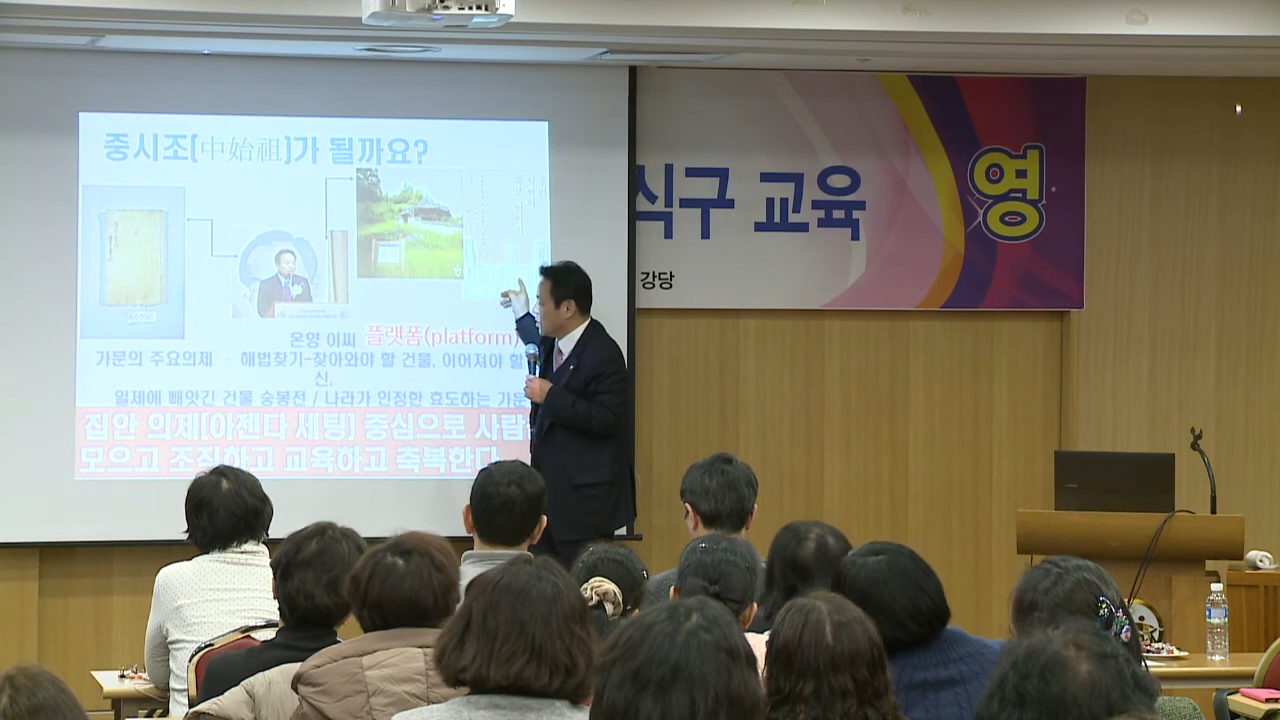 중시조(中始祖)가 될까요?
온양 이씨 플랫폼(platform)
가문의 주요의제 - 해법찾기-찾아와야 할 건물, 이어져야 할
신,
일제에 빼앗긴 건물 숭봉전 / 나라가 인정한 효도하는 가문
집안 의제(아젠다 세팅) 중심으로 사람
모으고 조직하고 교육하고 축복한다
식구 교육
영
강당